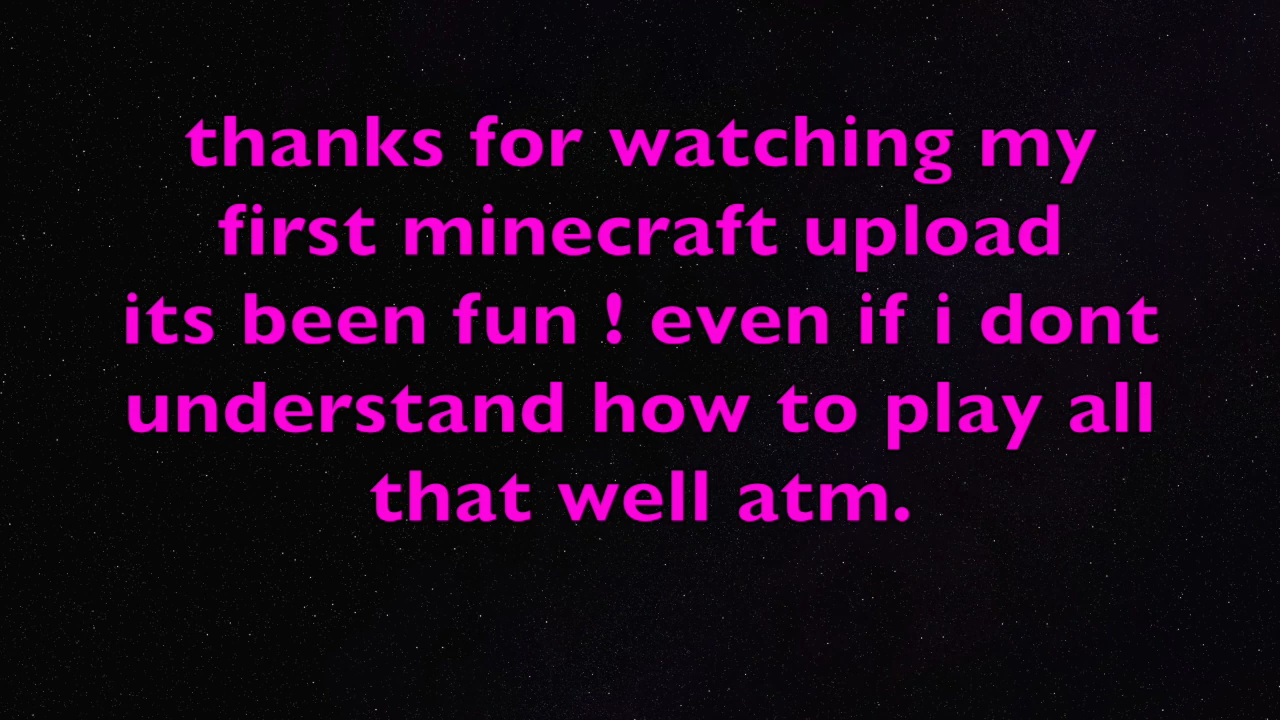 thanks for watching my
first minecraft upload
its been fun ! even if i dont
understand how to play all
that well atm.